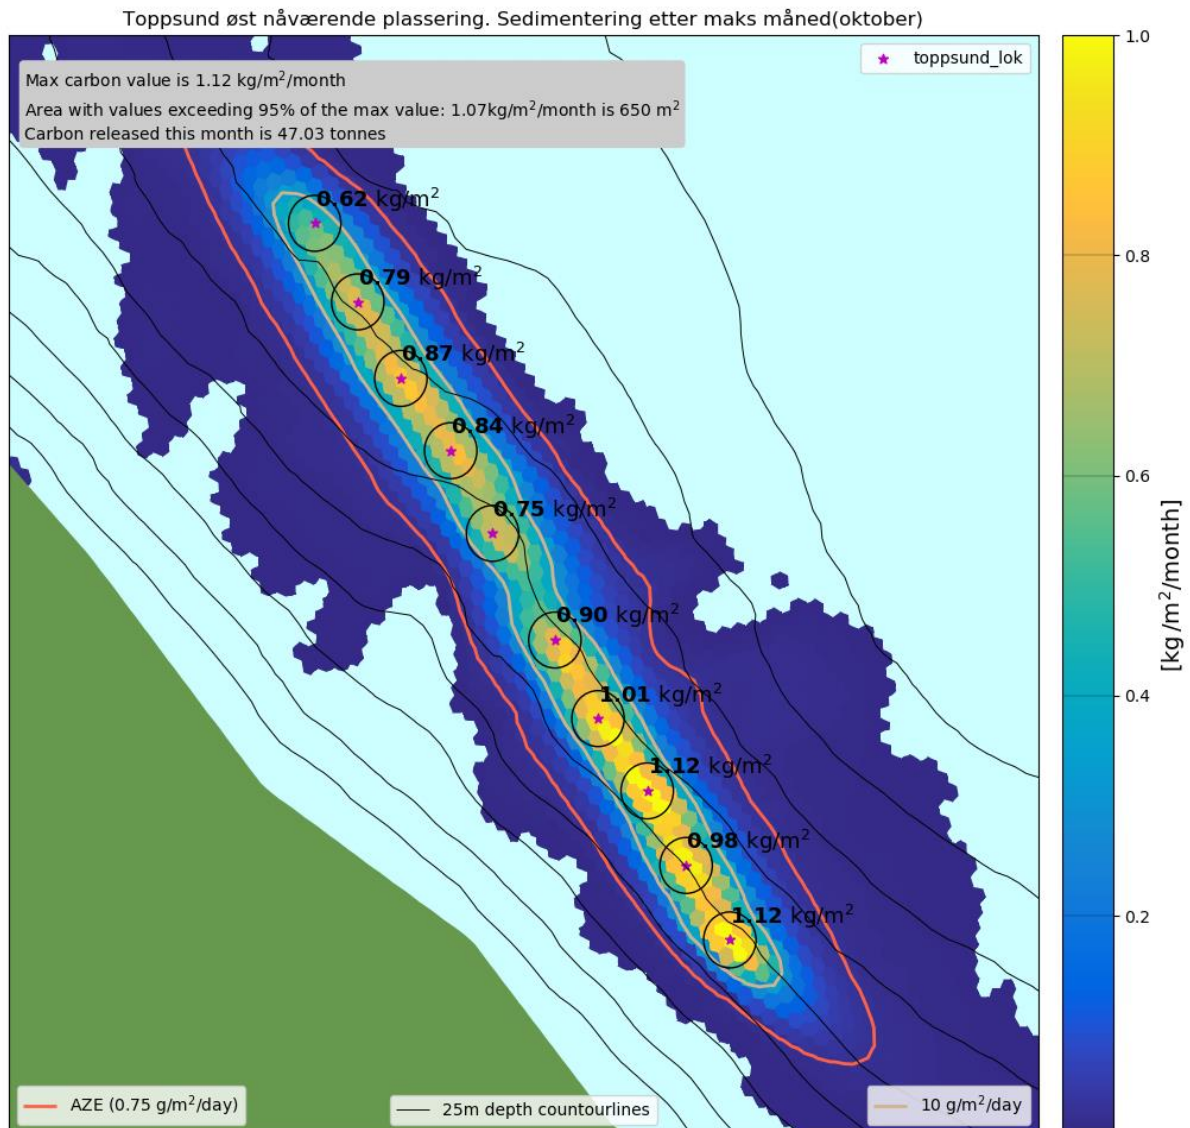 Toppsund øst nåværende plassering. Sedimentering etter maks måned(oktober)
toppsund_lok
Max carbon value is 1.12 kg/m²/month
Area with values exceeding 95% of the max value: 1.07kg/m²/month is 650 m²
Carbon released this month is 47.03 tonnes
0.62 kg/m²
0.79 kg/m²
0.87 kg/m²
0.84 kg/m²
0.75 kg/m²
0.90 kg/m²
1.01 kg/m²
1.12 kg/m²
0.98 kg/m²
1.12 kg/m²
AZE (0.75 g/m²/day)
25m depth countourlines
10 g/m²/day
1.0
0.8
0.6
0.4
0.2
[kg /m²/month]